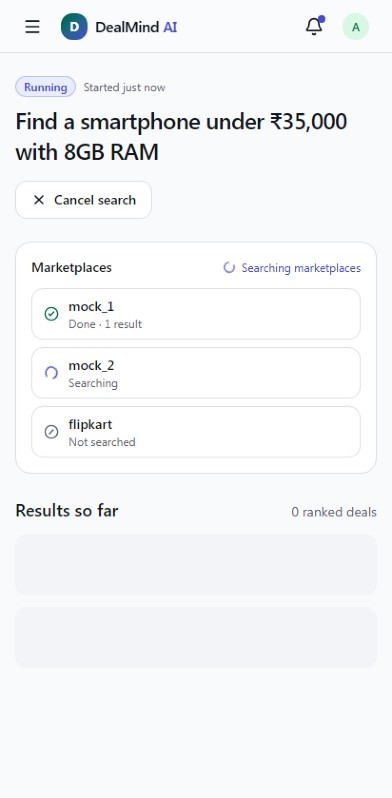 D DealMind AI
A
Running Started just now
Find a smartphone under ₹35,000
with 8GB RAM
Cancel search
Marketplaces Searching marketplaces
mock_1
Done · 1 result
mock_2
Searching
flipkart
Not searched
Results so far 0 ranked deals